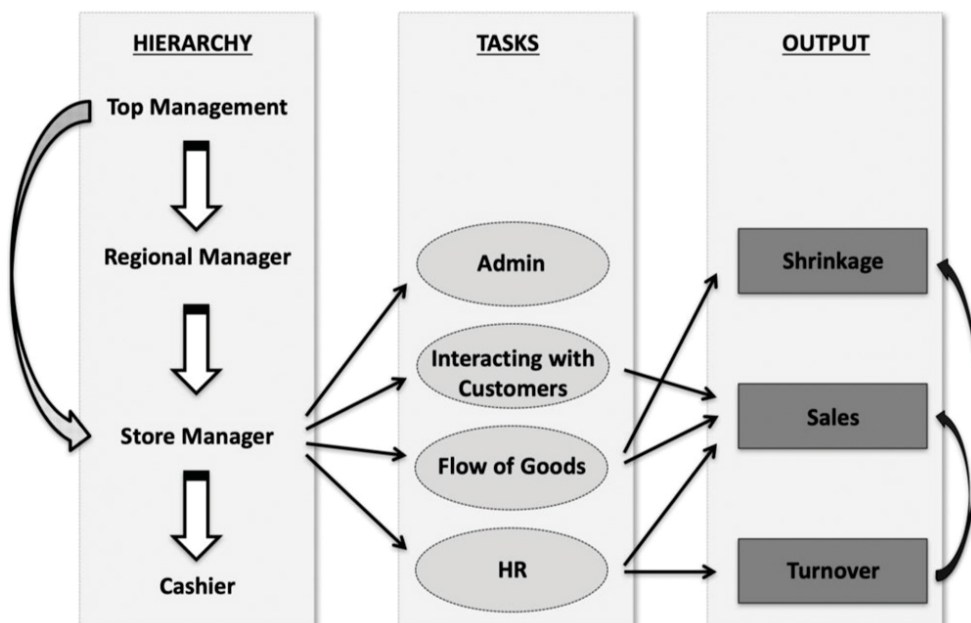 HIERARCHY
Top Management
Regional Manager
Store Manager
Cashier
TASKS
Admin
Interacting with
Customers
Flow of Goods
HR
OUTPUT
Shrinkage
Sales
Turnover